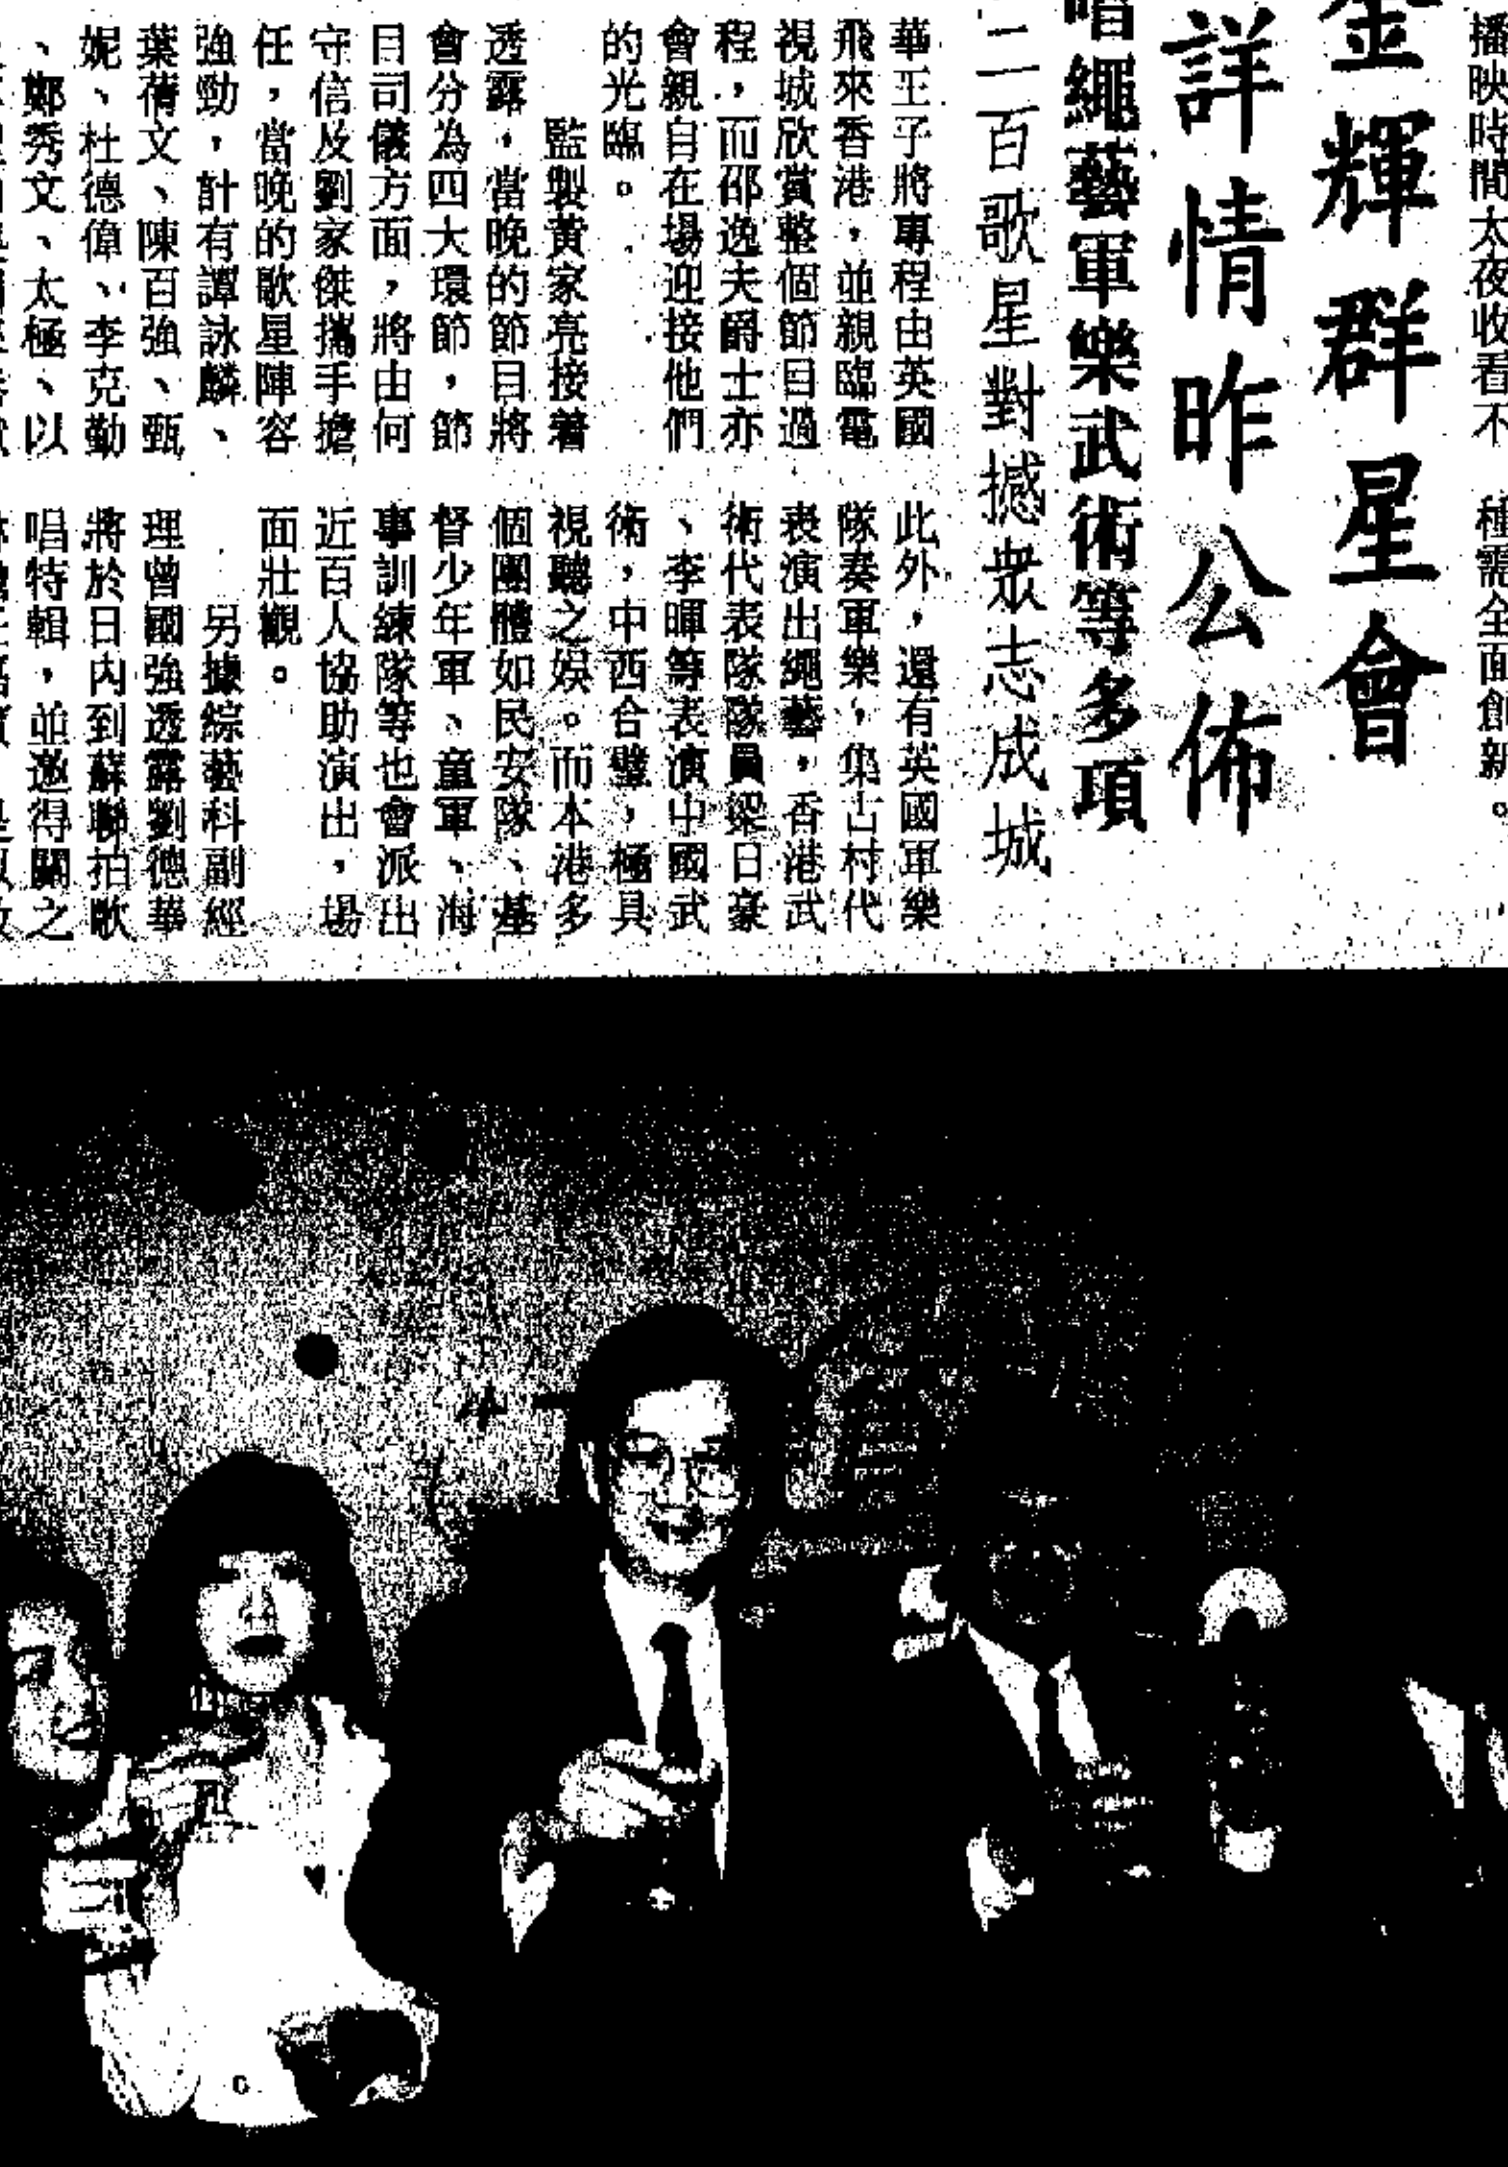 播映時間太夜收看不
種需全面創新。
金輝群星會
詳情昨公佈
唱繩藝軍樂武術等多項
二百歌星對撼衆志成城
華王子將專程由英國
飛來香港，並親臨電
視城欣賞整個節目過
程，而邵逸夫爵士亦
會親自在場迎接他們
的光臨。
監製黃家亮接着
透露，當晚的節目將
會分為四大環節，節
目司儀方面，將由何
守信及劉家傑攜手擔
任，當晚的歌星陣容
強勁，計有譚詠麟、
葉蒨文、陳百強、甄
妮、杜德偉、李克勤
、鄭秀文、太極、以
此外，還有英國軍樂
隊奏軍樂，集古村代
表演出繩藝，香港武
術代表隊隊員梁日豪
、李暉等表演中國武
術，中西合璧，極具
視聽之娛。而本港多
個團體如民安隊、基
督少年軍、童軍、海
事訓練隊等也會派出
近百人協助演出，場
面壯觀。
另據綜藝科副經
理曾國強透露劉德華
將於日內到蘇聯拍歌
唱特輯，並邀得關之